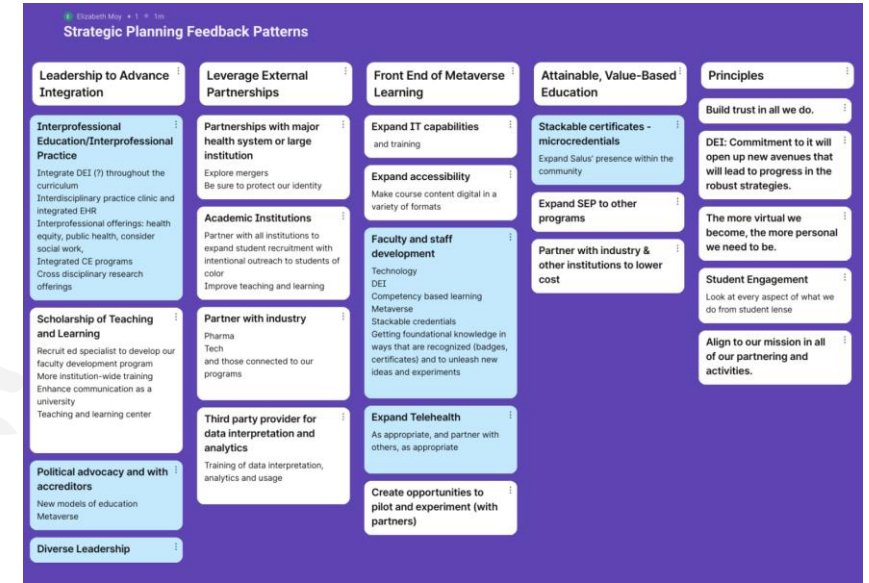 Elizabeth Moy • 1 • 1m
Strategic Planning Feedback Patterns
Leadership to Advance
Integration
Interprofessional
Education/Interprofessional
Practice
Integrate DEI (?) throughout the
curriculum
Interdisciplinary practice clinic and
integrated EHR
Interprofessional offerings: health
equity, public health, consider
social work,
Integrated CE programs
Cross disciplinary research
offerings
Scholarship of Teaching
and Learning
Recruit ed specialist to develop our
faculty development program
More institution-wide training
Enhance communication as a
university
Teaching and learning center
Political advocacy and with
accreditors
New models of education
Metaverse
Diverse Leadership
Leverage External
Partnerships
Partnerships with major
health system or large
institution
Explore mergers
Be sure to protect our identity
Academic Institutions
Partner with all institutions to
expand student recruitment with
intentional outreach to students of
color
Improve teaching and learning
Partner with industry
Pharma
Tech
and those connected to our
programs
Third party provider for
data interpretation and
analytics
Training of data interpretation,
analytics and usage
Front End of Metaverse
Learning
Expand IT capabilities
and training
Expand accessibility
Make course content digital in a
variety of formats
Faculty and staff
development
Technology
DEI
Competency based learning
Metaverse
Stackable credentials
Getting foundational knowledge in
ways that are recognized (badges,
certificates) and to unleash new
ideas and experiments
Expand Telehealth
As appropriate, and partner with
others, as appropriate
Create opportunities to
pilot and experiment (with
partners)
Attainable, Value-Based
Education
Stackable certificates -
microcredentials
Expand Salus' presence within the
community
Expand SEP to other
programs
Partner with industry &
other institutions to lower
cost
Principles
Build trust in all we do.
DEI: Commitment to it will
open up new avenues that
will lead to progress in the
robust strategies.
The more virtual we
become, the more personal
we need to be.
Student Engagement
Look at every aspect of what we
do from student lense
Align to our mission in all
of our partnering and
activities.